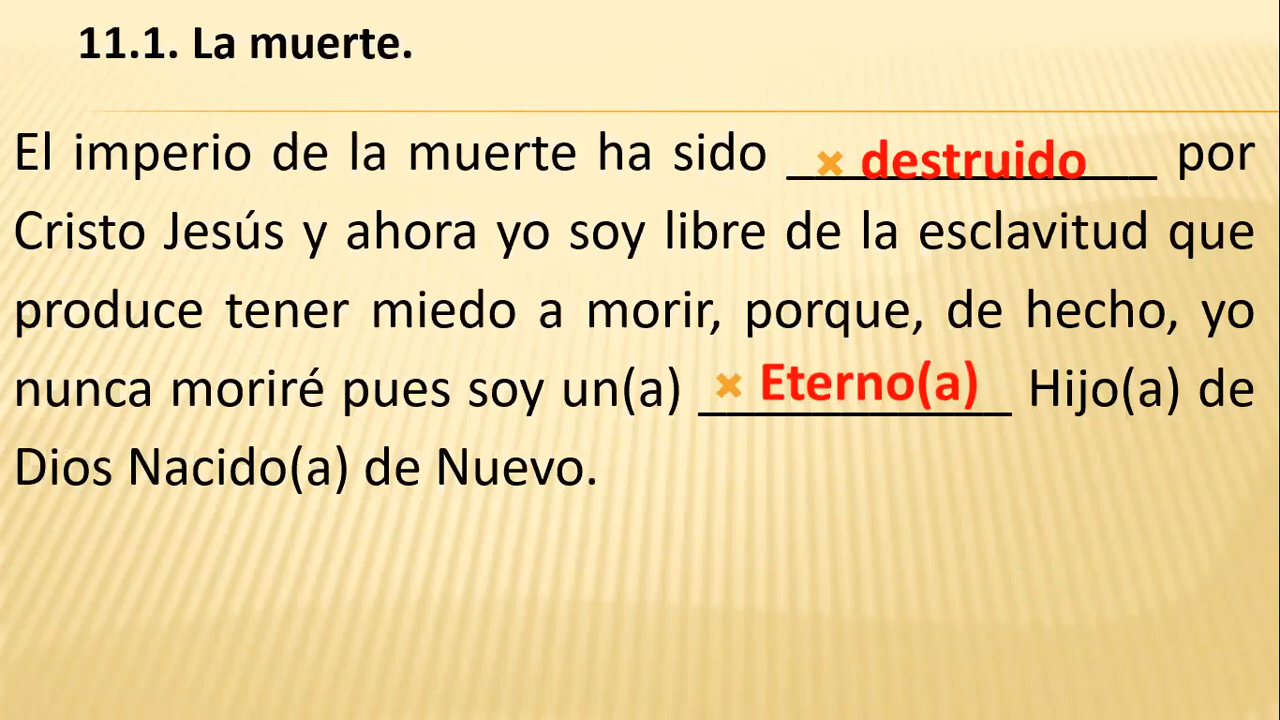 11.1. La muerte.
El imperio de la muerte ha sido destruido por
Cristo Jesús y ahora yo soy libre de la esclavitud que
produce tener miedo a morir, porque, de hecho, yo
nunca moriré pues soy un(a) Eterno(a) Hijo(a) de
Dios Nacido(a) de Nuevo.